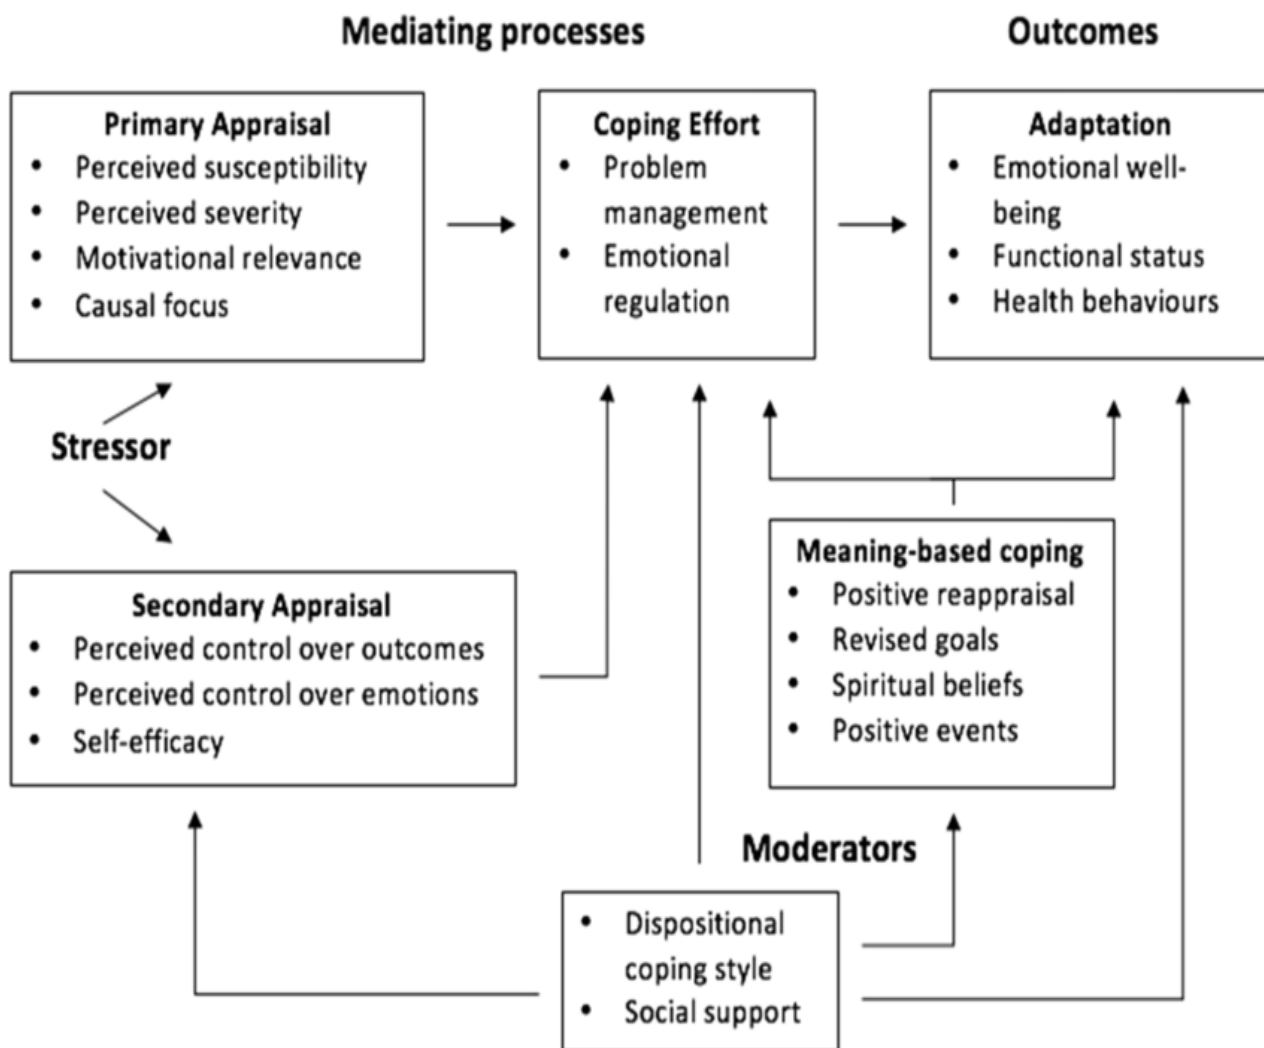 Mediating processes
Outcomes
Primary Appraisal
• Perceived susceptibility
• Perceived severity
• Motivational relevance
• Causal focus
Coping Effort
• Problem
management
• Emotional
regulation
Adaptation
• Emotional well-
being
• Functional status
• Health behaviours
Stressor
Secondary Appraisal
• Perceived control over outcomes
• Perceived control over emotions
• Self-efficacy
Meaning-based coping
• Positive reappraisal
• Revised goals
• Spiritual beliefs
• Positive events
Moderators
• Dispositional
coping style
• Social support